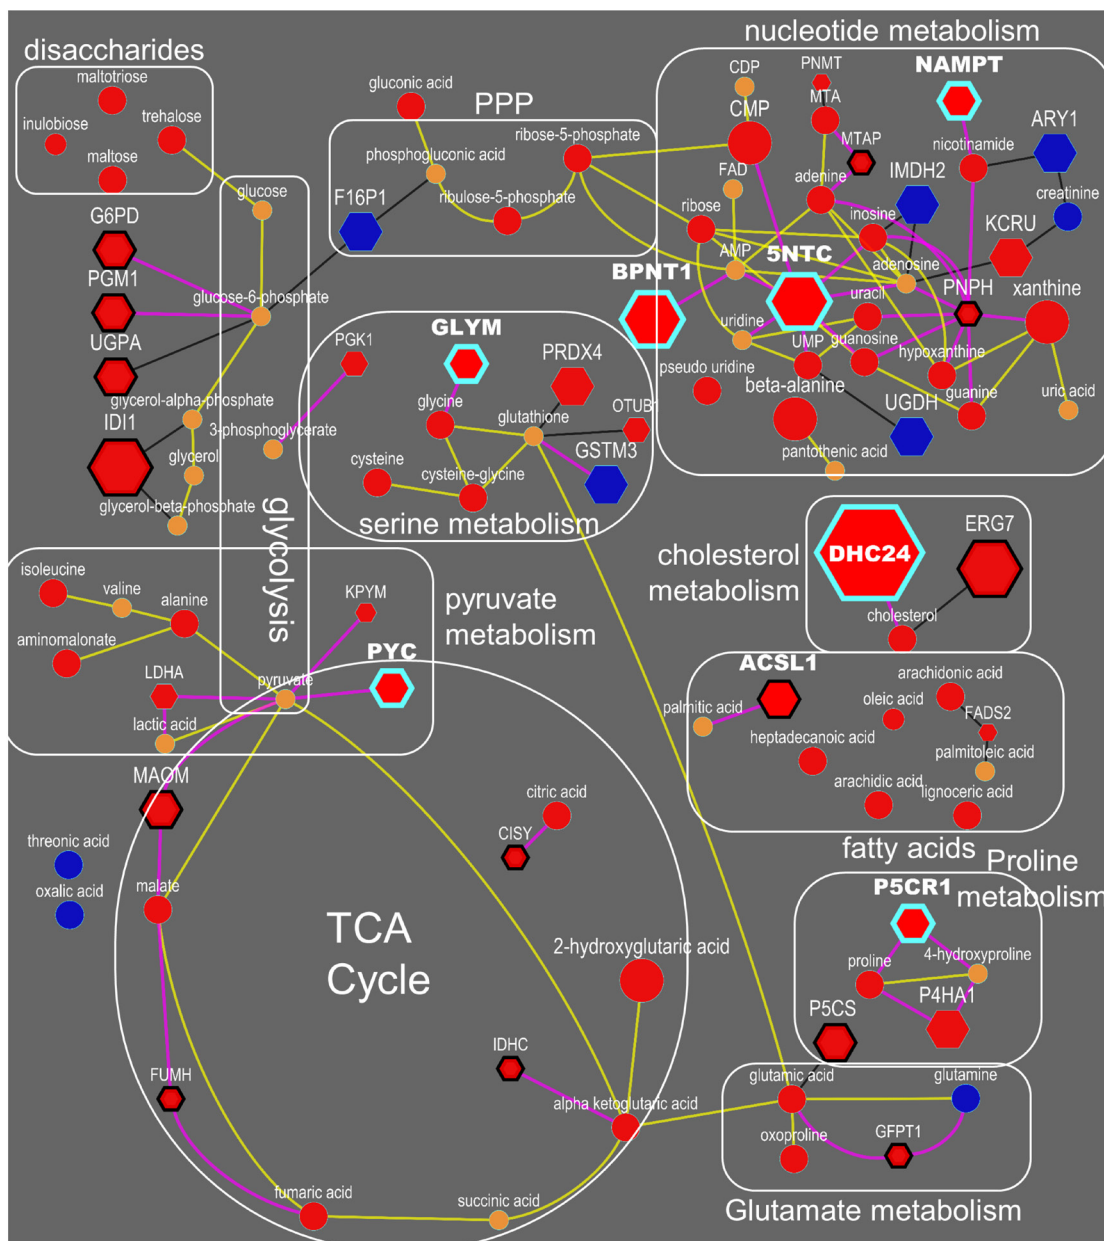 nucleotide metabolism
disaccharides
maltotriose
inulobiose
trehalose
maltose
gluconic acid
PPP
ribose-5-phosphate
phosphogluconic acid
ribulose-5-phosphate
F16P1
CDP
CMP
FAD
PNMT
MTA
MTAP
NAMPT
ARY1
nicotinamide
IMDH2
creatinine
adenine
ribose
inosine
KCRU
AMP
5NTC
adenosine
PNPH
xanthine
BPNT1
uracil
uridine
UMP
guanosine
hypoxanthine
pseudo uridine
beta-alanine
guanine
uric acid
UGDH
pantothenic acid
glucose
G6PD
PGM1
glucose-6-phosphate
UGPA
glycerol-alpha-phosphate
IDI1
3-phosphoglycerate
glycerol
glycerol-beta-phosphate
glycolysis
PGK1
GLYM
PRDX4
glycine
glutathione
OTUB1
GSTM3
cysteine
cysteine-glycine
serine metabolism
cholesterol
metabolism
DHC24
ERG7
cholesterol
isoleucine
valine
alanine
aminomalonate
KPYM
pyruvate
metabolism
PYC
LDHA
pyruvate
lactic acid
ACSL1
palmitic acid
arachidonic acid
oleic acid
FADS2
heptadecanoic acid
palmitoleic acid
arachidic acid
lignoceric acid
fatty acids
MAOM
threonic acid
oxalic acid
malate
citric acid
CISY
TCA
Cycle
2-hydroxyglutaric acid
IDHC
FUMH
alpha ketoglutaric acid
fumaric acid
succinic acid
Proline
metabolism
P5CR1
4-hydroxyproline
proline
P4HA1
P5CS
glutamic acid
glutamine
oxoproline
GFPT1
Glutamate metabolism